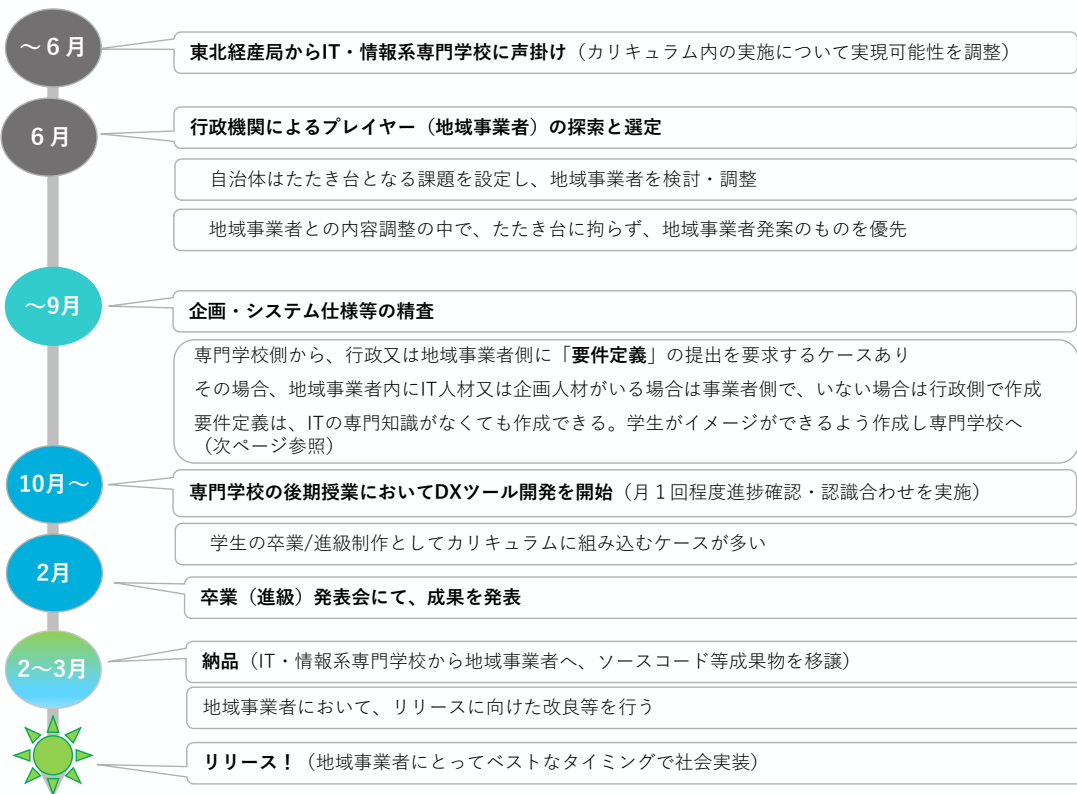 ～６月
東北経産局からIT・情報系専門学校に声掛け（カリキュラム内の実施について実現可能性を調整）
６月
行政機関によるプレイヤー（地域事業者）の探索と選定
自治体はたたき台となる課題を設定し、地域事業者を検討・調整
地域事業者との内容調整の中で、たたき台に拘らず、地域事業者発案のものを優先
～9月
企画・システム仕様等の精査
専門学校側から、行政又は地域事業者側に「要件定義」の提出を要求するケースあり
その場合、地域事業者内にIT人材又は企画人材がいる場合は事業者側で、いない場合は行政側で作成
要件定義は、ITの専門知識がなくても作成できる。学生がイメージができるよう作成し専門学校へ
（次ページ参照）
10月～
専門学校の後期授業においてDXツール開発を開始（月１回程度進捗確認・認識合わせを実施）
学生の卒業/進級制作としてカリキュラムに組み込むケースが多い
2月
卒業（進級）発表会にて、成果を発表
2～3月
納品（IT・情報系専門学校から地域事業者へ、ソースコード等成果物を移譲）
地域事業者において、リリースに向けた改良等を行う
リリース！（地域事業者にとってベストなタイミングで社会実装）